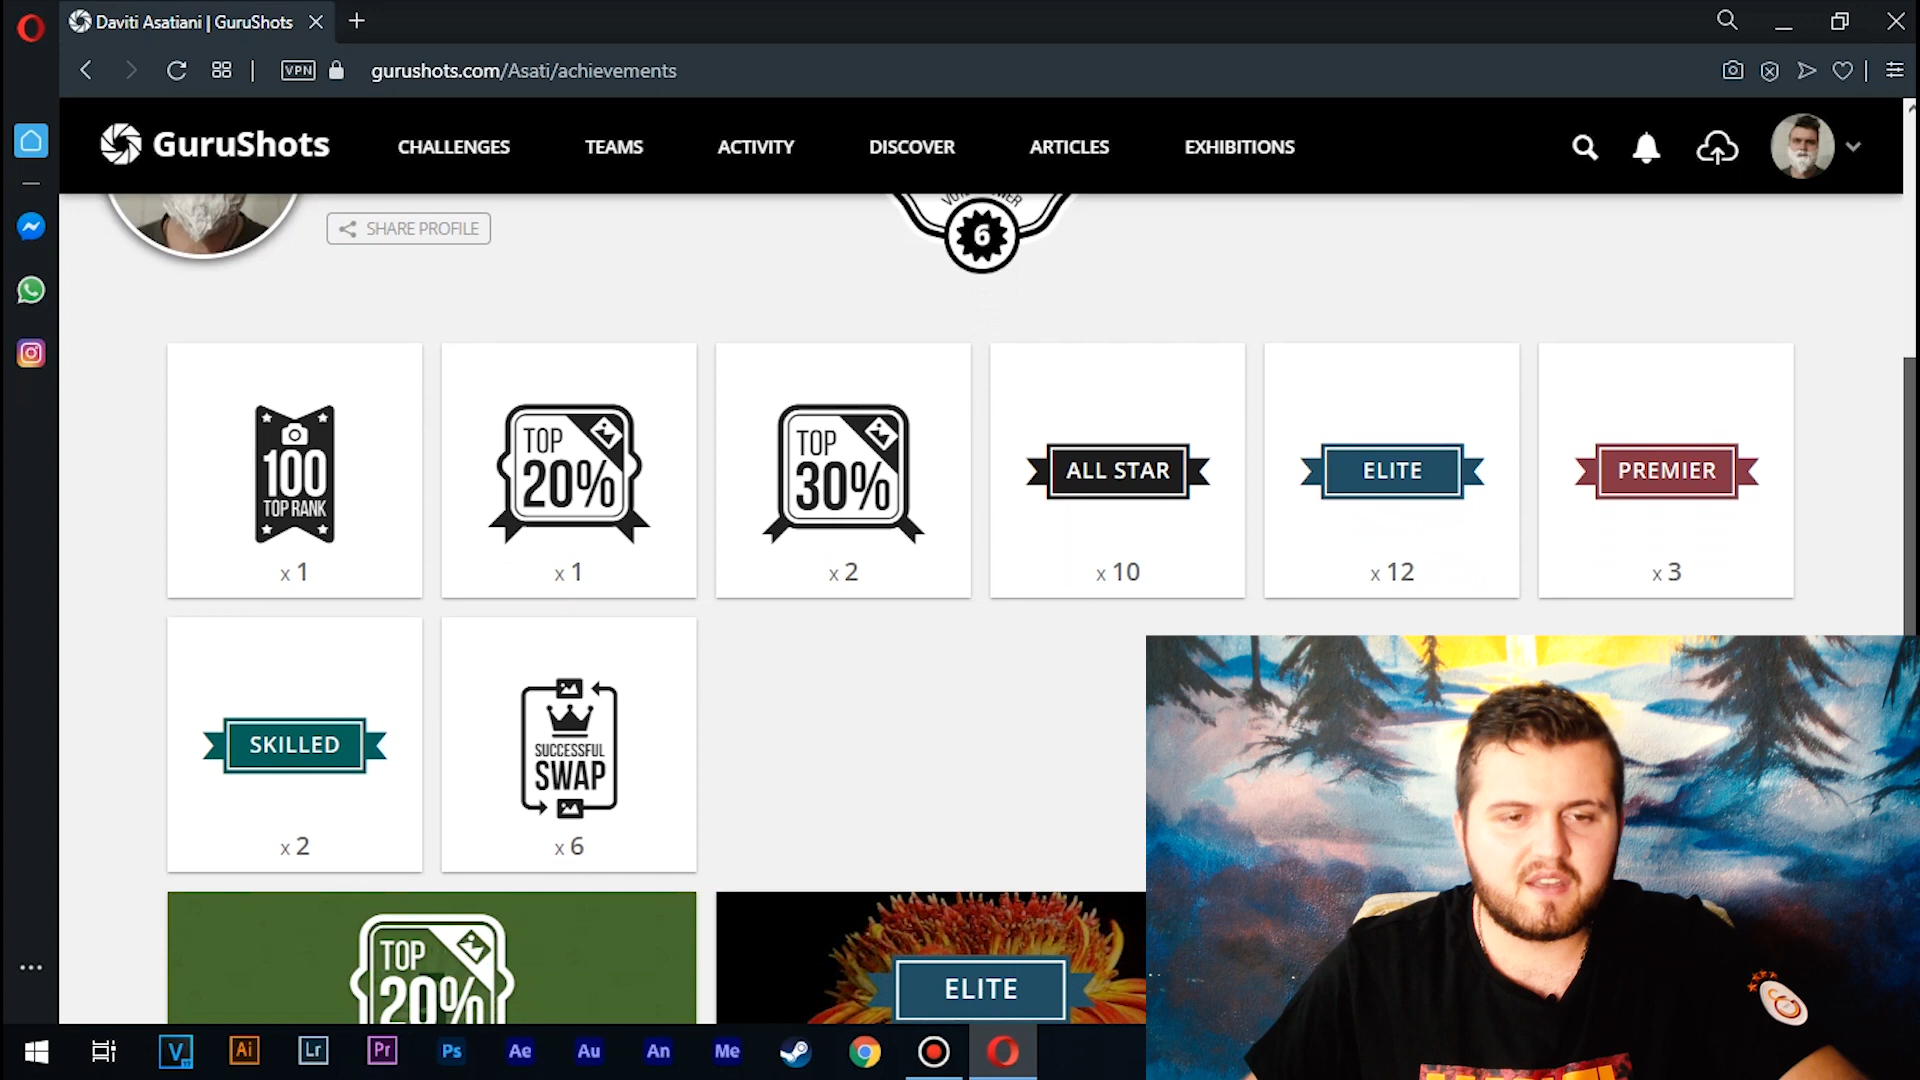 Daviti Asatiani | GuruShots
VPN
gurushots.com/Asati/achievements
GuruShots
CHALLENGES
TEAMS
ACTIVITY
DISCOVER
ARTICLES
EXHIBITIONS
SHARE PROFILE
6
100
TOP RANK
x 1
TOP
20%
x 1
TOP
30%
x 2
ALL STAR
x 10
ELITE
x 12
PREMIER
x 3
SKILLED
x 2
SUCCESSFUL
SWAP
x 6
TOP
20%
ELITE
V
Ai
Lr
Pr
Ps
Ae
Au
An
Me